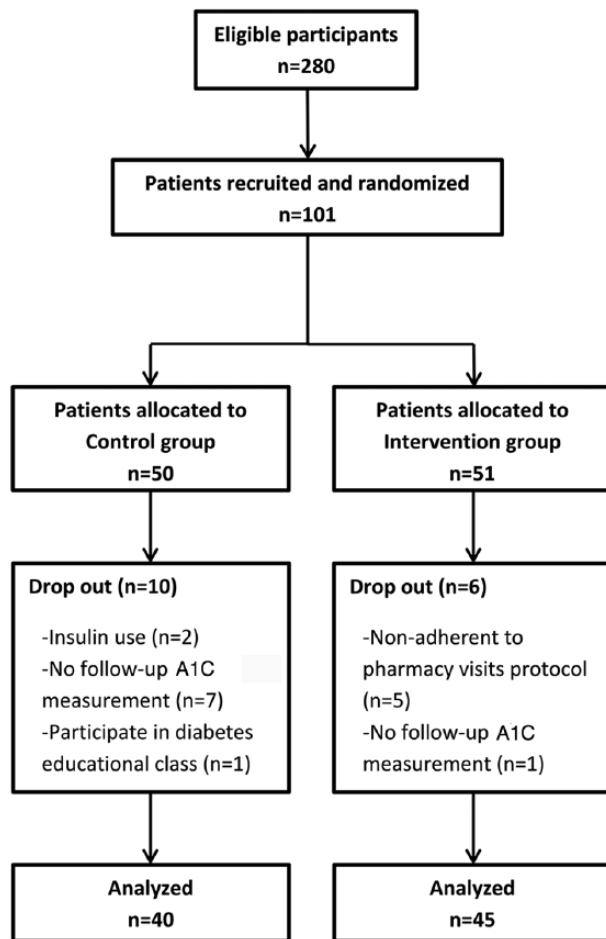 Eligible participants
n=280
Patients recruited and randomized
n=101
Patients allocated to
Control group
n=50
Patients allocated to
Intervention group
n=51
Drop out (n=10)
-Insulin use (n=2)
-No follow-up A1C
measurement (n=7)
-Participate in diabetes
educational class (n=1)
Drop out (n=6)
-Non-adherent to
pharmacy visits protocol
(n=5)
-No follow-up A1C
measurement (n=1)
Analyzed
n=40
Analyzed
n=45